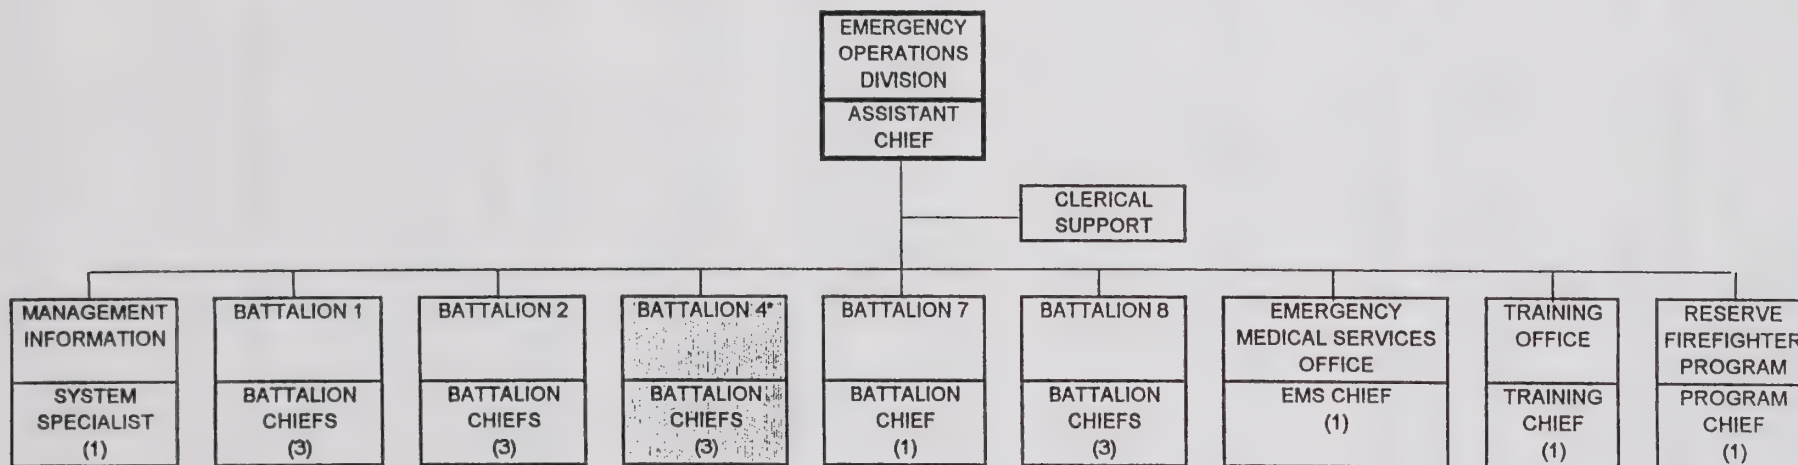 EMERGENCY
OPERATIONS
DIVISION
ASSISTANT
CHIEF
CLERICAL
SUPPORT
MANAGEMENT
INFORMATION
SYSTEM
SPECIALIST
(1)
BATTALION 1
BATTALION
CHIEFS
(3)
BATTALION 2
BATTALION
CHIEFS
(3)
BATTALION 4*
BATTALION
CHIEFS
(3)
BATTALION 7
BATTALION
CHIEF
(1)
BATTALION 8
BATTALION
CHIEFS
(3)
EMERGENCY
MEDICAL SERVICES
OFFICE
EMS CHIEF
(1)
TRAINING
OFFICE
TRAINING
CHIEF
(1)
RESERVE
FIREFIGHTER
PROGRAM
PROGRAM
CHIEF
(1)